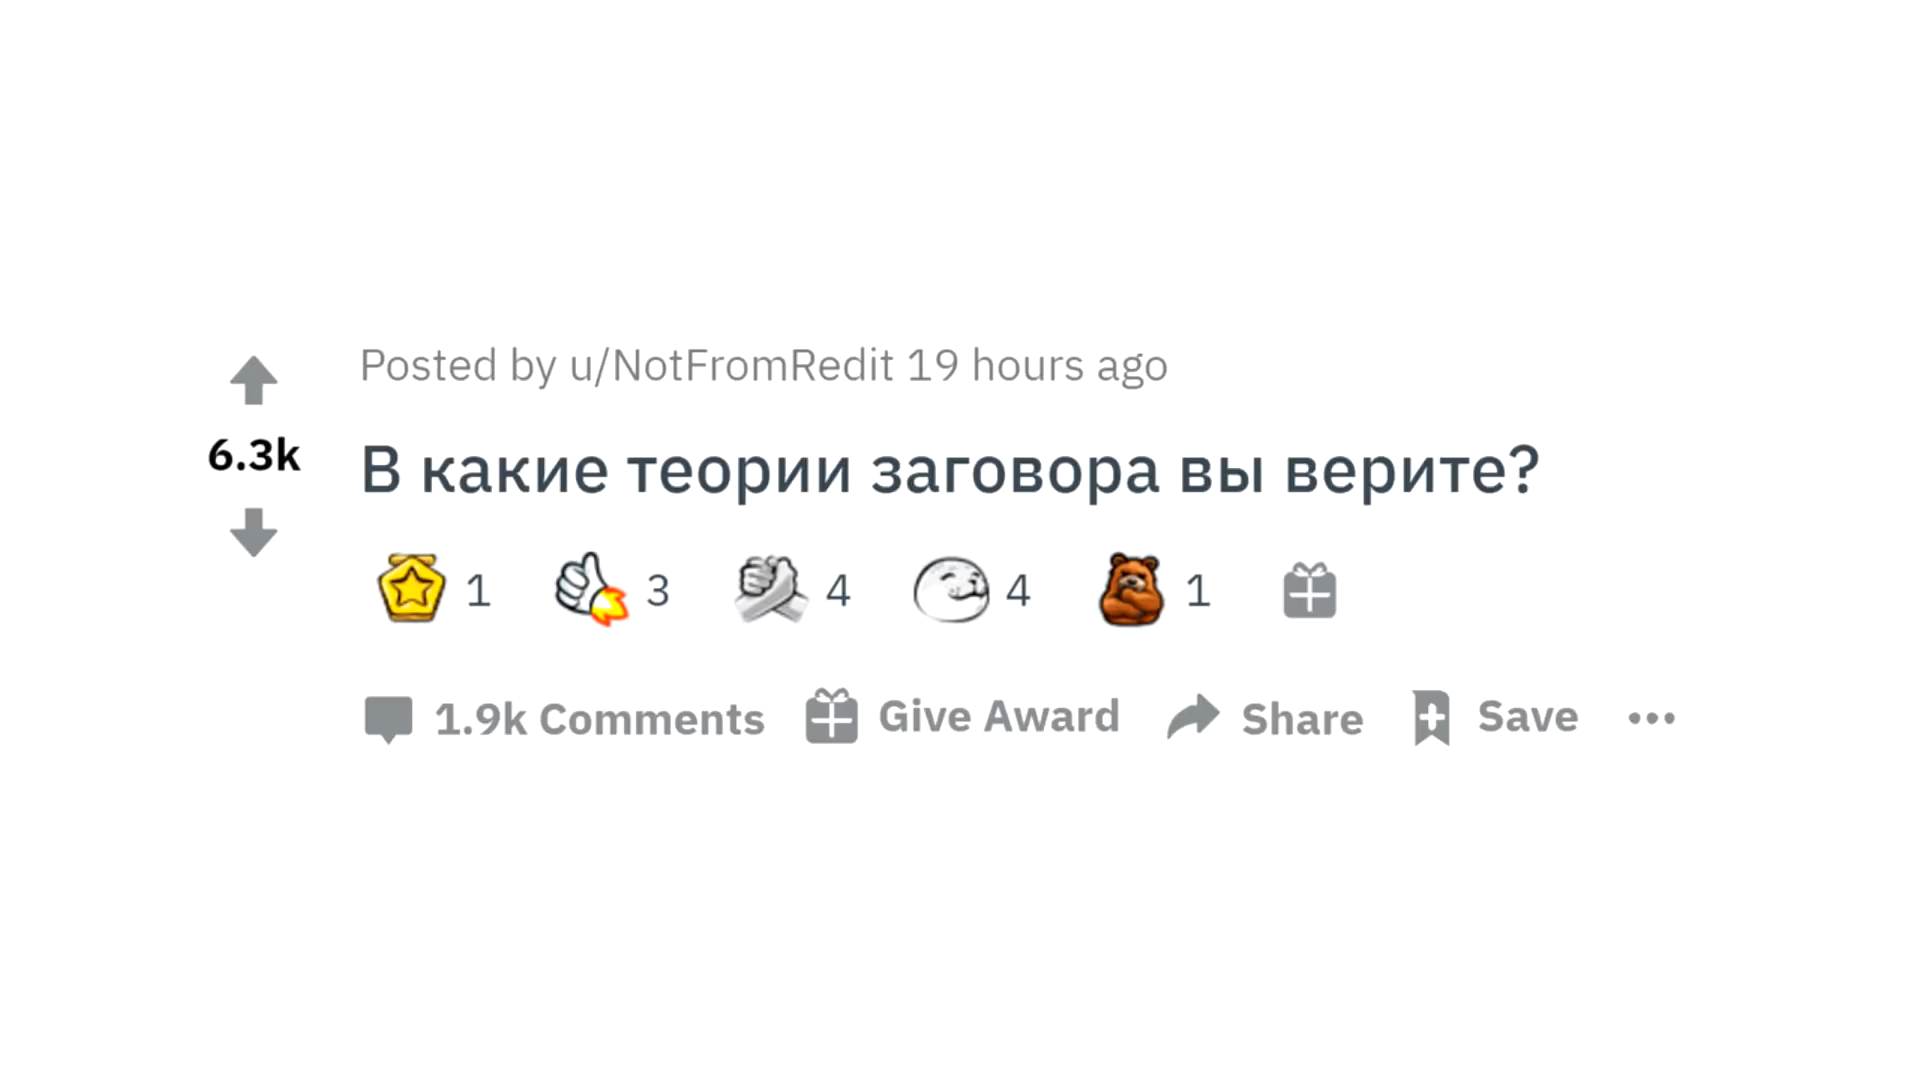 Posted by u/NotFromRedit 19 hours ago
6.3k
В какие теории заговора вы верите?
1 3 4 4 1
1.9k Comments Give Award Share Save